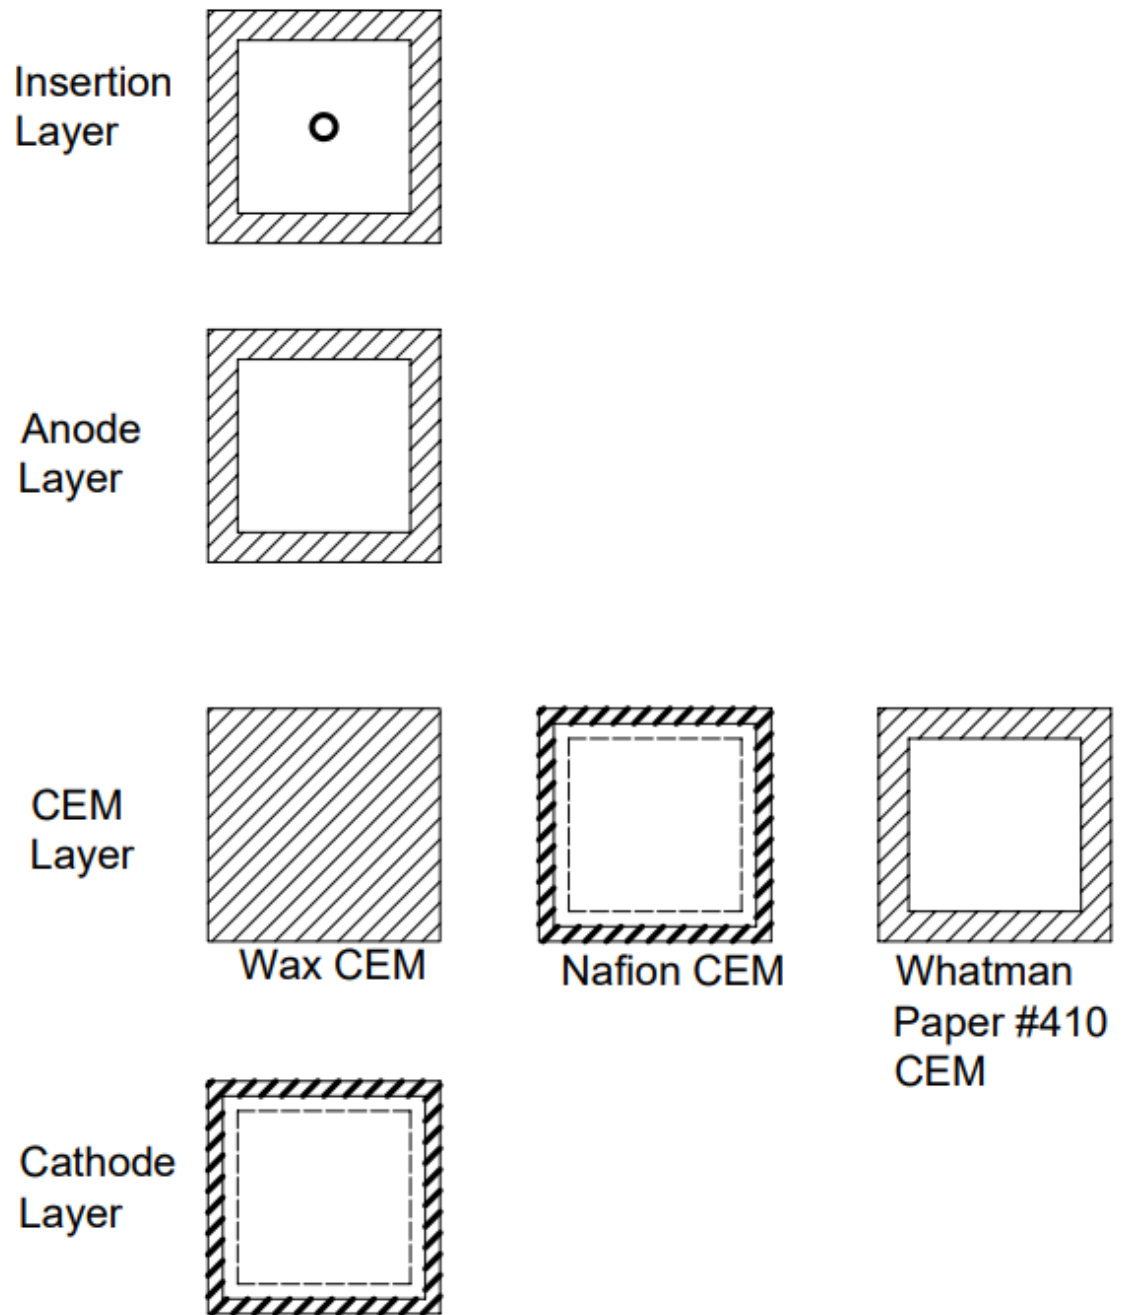 Insertion
Layer
Anode
Layer
CEM
Layer
Wax CEM
Nafion CEM
Whatman
Paper #410
CEM
Cathode
Layer